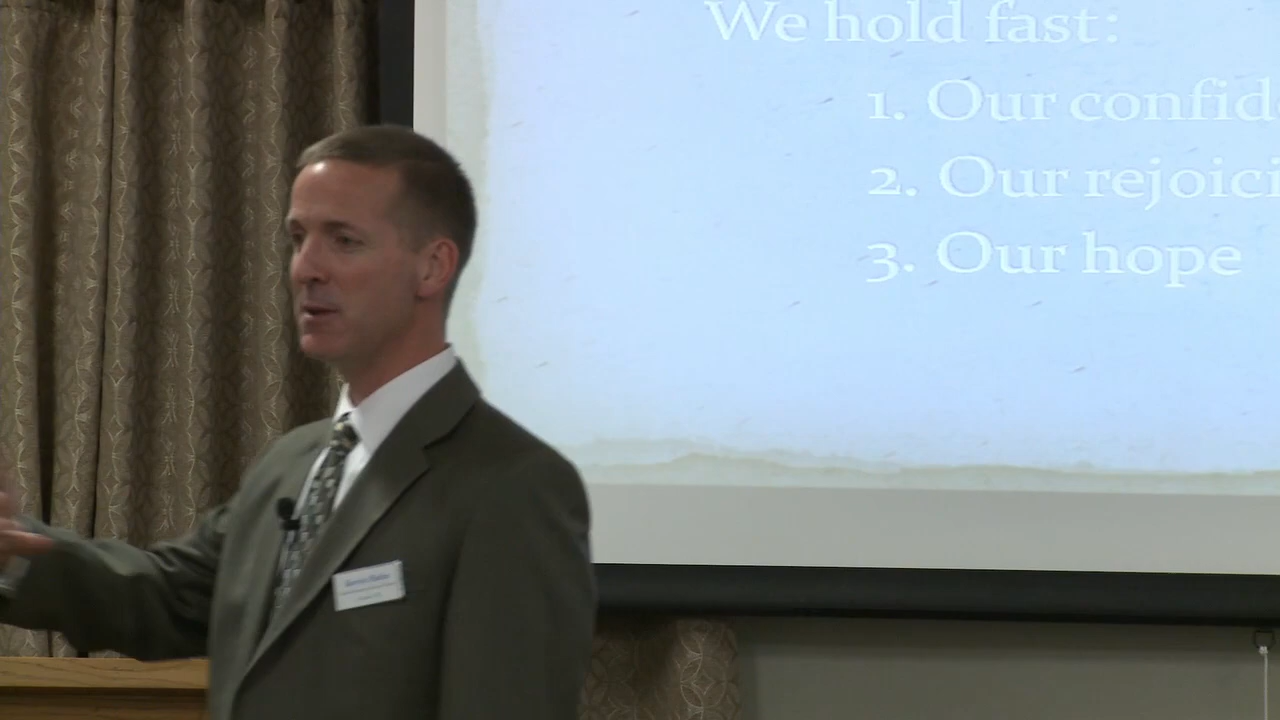 We hold fast:
1. Our confid
2. Our rejoici
3. Our hope